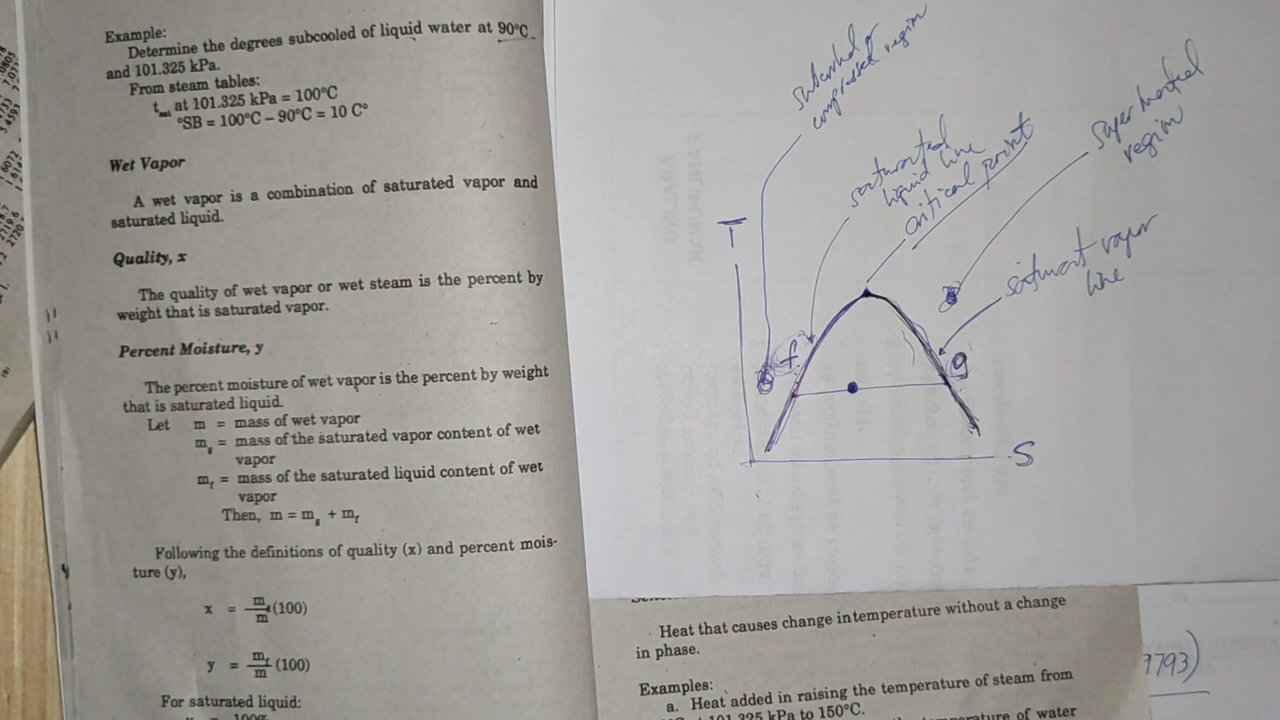 Example:
Determine the degrees subcooled of liquid water at 90°C
and 101.325 kPa.
From steam tables:
t sat at 101.325 kPa = 100°C
°SB = 100°C – 90°C = 10 C°
Wet Vapor
A wet vapor is a combination of saturated vapor and
saturated liquid.
Quality, x
The quality of wet vapor or wet steam is the percent by
weight that is saturated vapor.
Percent Moisture, y
The percent moisture of wet vapor is the percent by weight
that is saturated liquid.
Let m = mass of wet vapor
m g = mass of the saturated vapor content of wet
vapor
m f = mass of the saturated liquid content of wet
vapor
Then, m = m g + m f
Following the definitions of quality (x) and percent mois-
ture (y),
x = m g / m (100)
y = m f / m (100)
For saturated liquid:
subcooled or
compressed region
saturated
liquid line
critical point
super heated
region
saturat vapor
line
T
f
g
S
Heat that causes change in temperature without a change
in phase.
Examples:
a. Heat added in raising the temperature of steam from
101.325 kPa to 150°C.
temperature of water
7793)